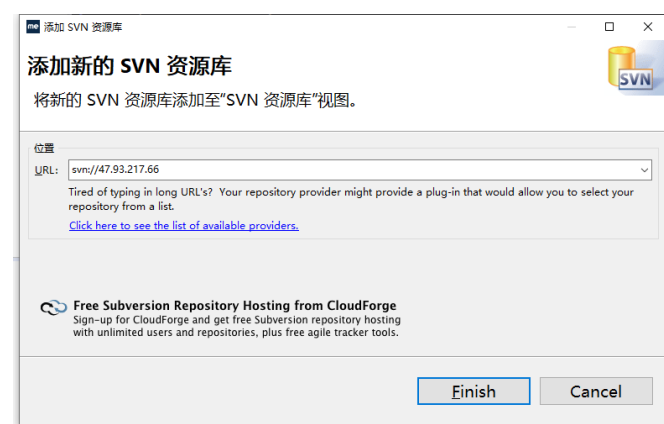 me 添加 SVN 资源库
添加新的 SVN 资源库
将新的 SVN 资源库添加至“SVN 资源库”视图。
SVN
位置
URL: svn://47.93.217.66
Tired of typing in long URL's? Your repository provider might provide a plug-in that would allow you to select your
repository from a list.
Click here to see the list of available providers.
Free Subversion Repository Hosting from CloudForge
Sign-up for CloudForge and get free Subversion repository hosting
with unlimited users and repositories, plus free agile tracker tools.
Finish Cancel